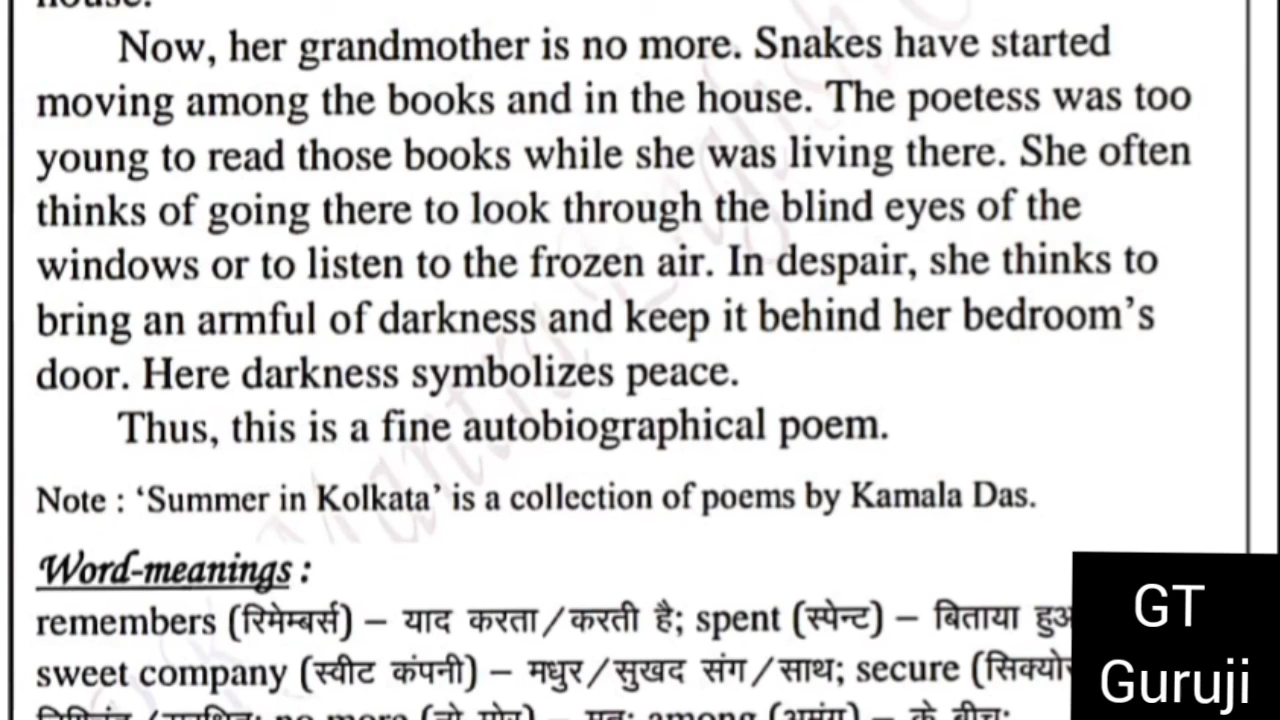 house.
Now, her grandmother is no more. Snakes have started
moving among the books and in the house. The poetess was too
young to read those books while she was living there. She often
thinks of going there to look through the blind eyes of the
windows or to listen to the frozen air. In despair, she thinks to
bring an armful of darkness and keep it behind her bedroom’s
door. Here darkness symbolizes peace.
Thus, this is a fine autobiographical poem.
Note : ‘Summer in Kolkata’ is a collection of poems by Kamala Das.
Word-meanings :
remembers (रिमेम्बर्स) – याद करता/करती है; spent (स्पेन्ट) – बिताया
sweet company (स्वीट कंपनी) – मधुर/सुखद संग/साथ; secure
no more (नो मोर) – मृत; among (अमंग) – के बीच;
GT
Guruji